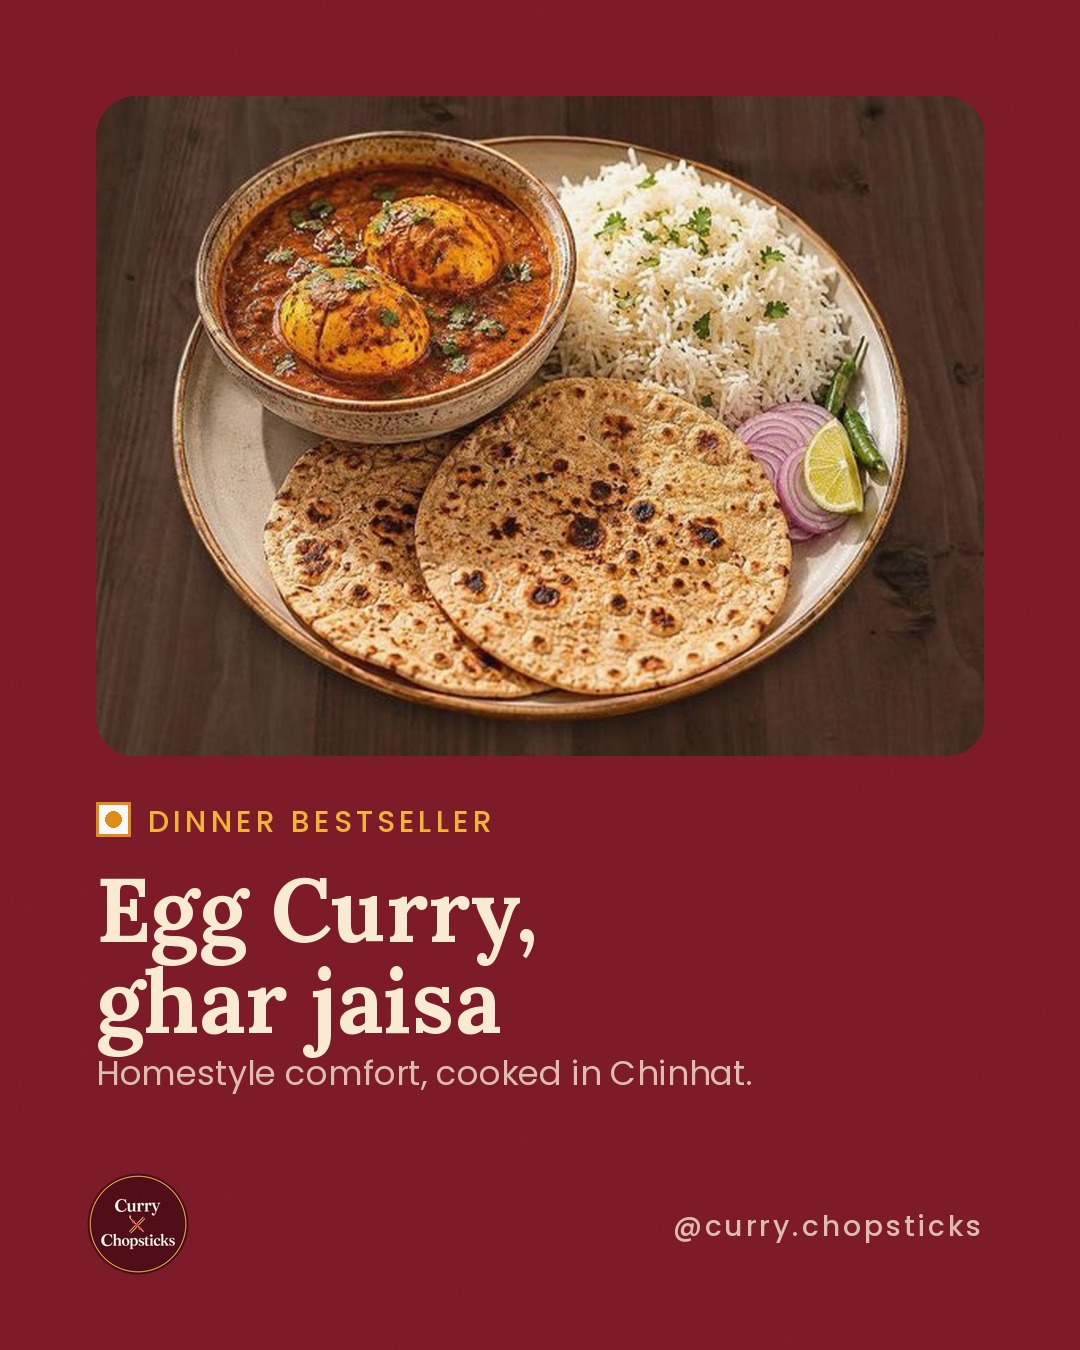 DINNER BESTSELLER
Egg Curry,
ghar jaisa
Homestyle comfort, cooked in Chinhat.
Curry
Chopsticks
@curry.chopsticks